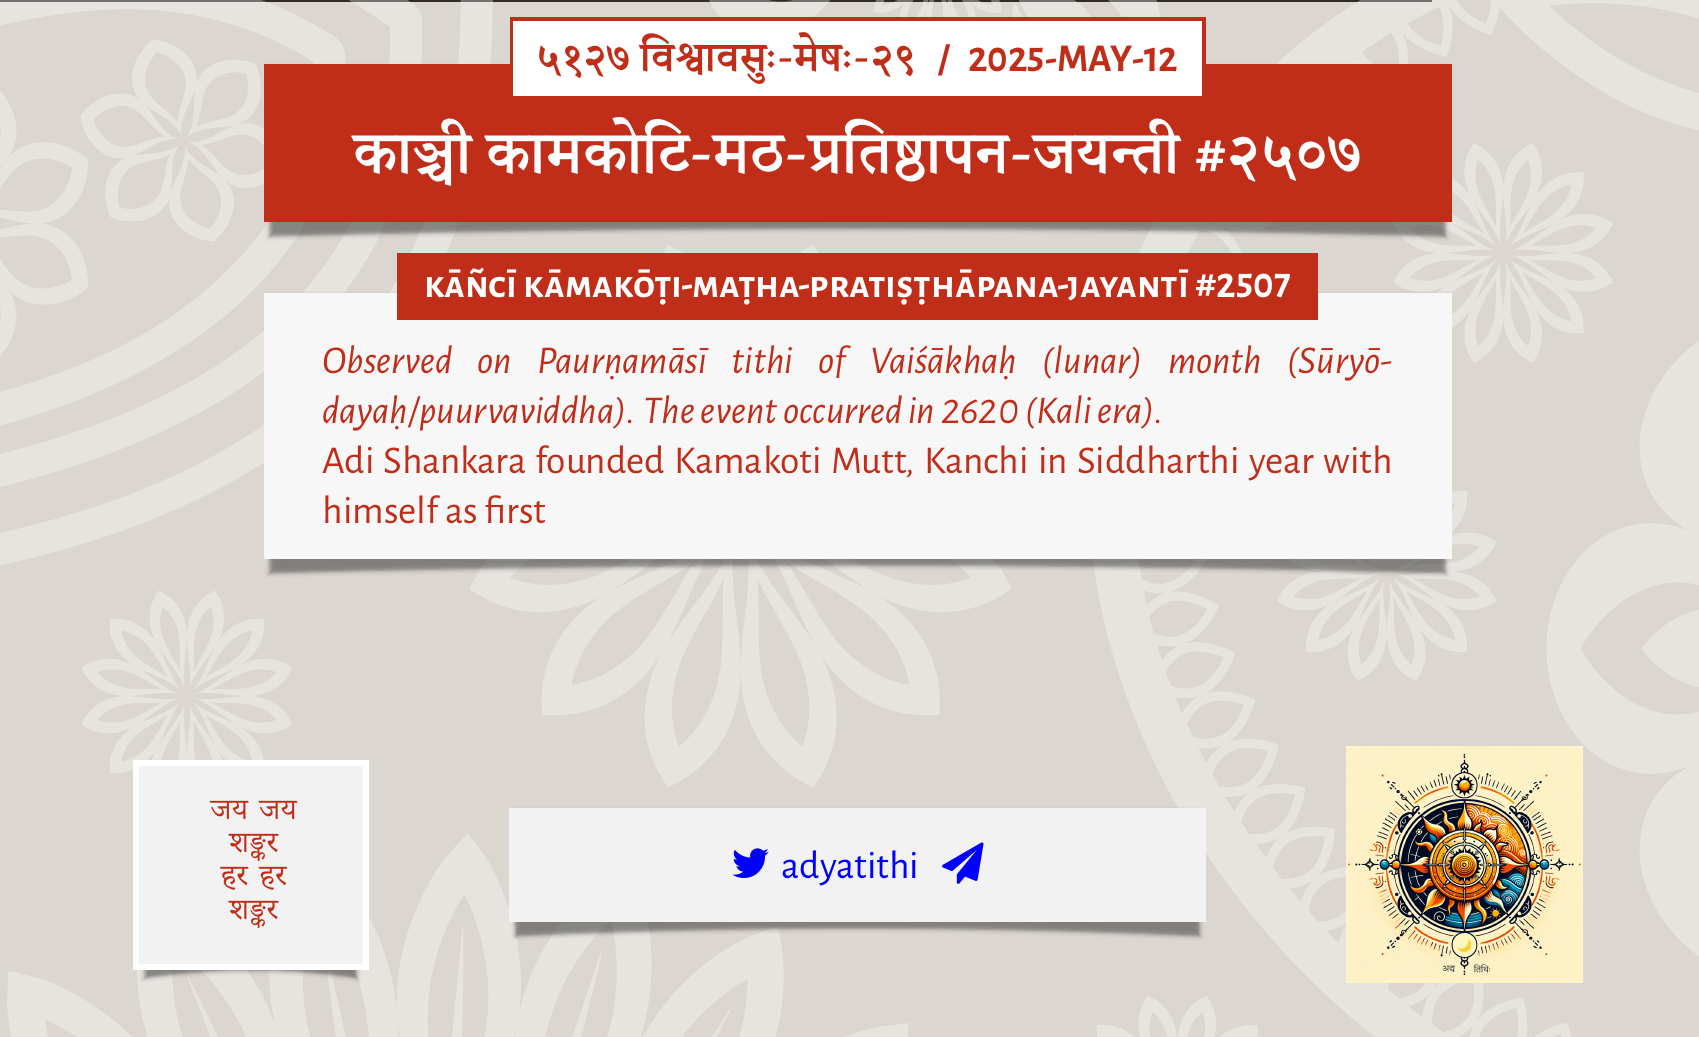 ५१२७ विश्वावसुः-मेषः-२९ / 2025-MAY-12
काञ्ची कामकोटि-मठ-प्रतिष्ठापन-जयन्ती #२५०७
KĀÑCĪ KĀMAKŌṬI-MAṬHA-PRATIṢṬHĀPANA-JAYANTĪ #2507
Observed on Paurṇamāsī tithi of Vaiśākhaḥ (lunar) month (Sūryō-
dayaḥ/puurvaviddha). The event occurred in 2620 (Kali era).
Adi Shankara founded Kamakoti Mutt, Kanchi in Siddharthi year with
himself as first
जय जय
शङ्कर
हर हर
शङ्कर
adyatithi
अद्य तिथिः